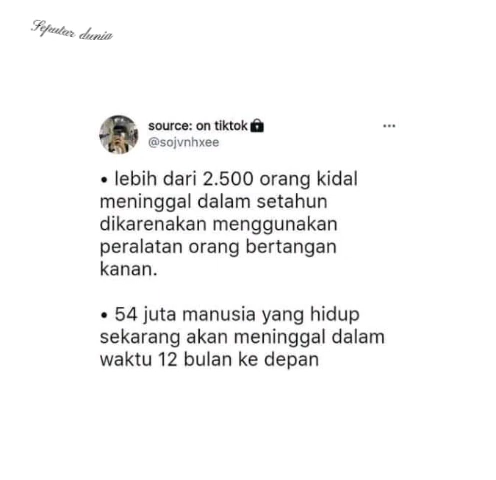 Seputar dunia
source: on tiktok🔒
@sojvnhxee
• lebih dari 2.500 orang kidal
meninggal dalam setahun
dikarenakan menggunakan
peralatan orang bertangan
kanan.
• 54 juta manusia yang hidup
sekarang akan meninggal dalam
waktu 12 bulan ke depan